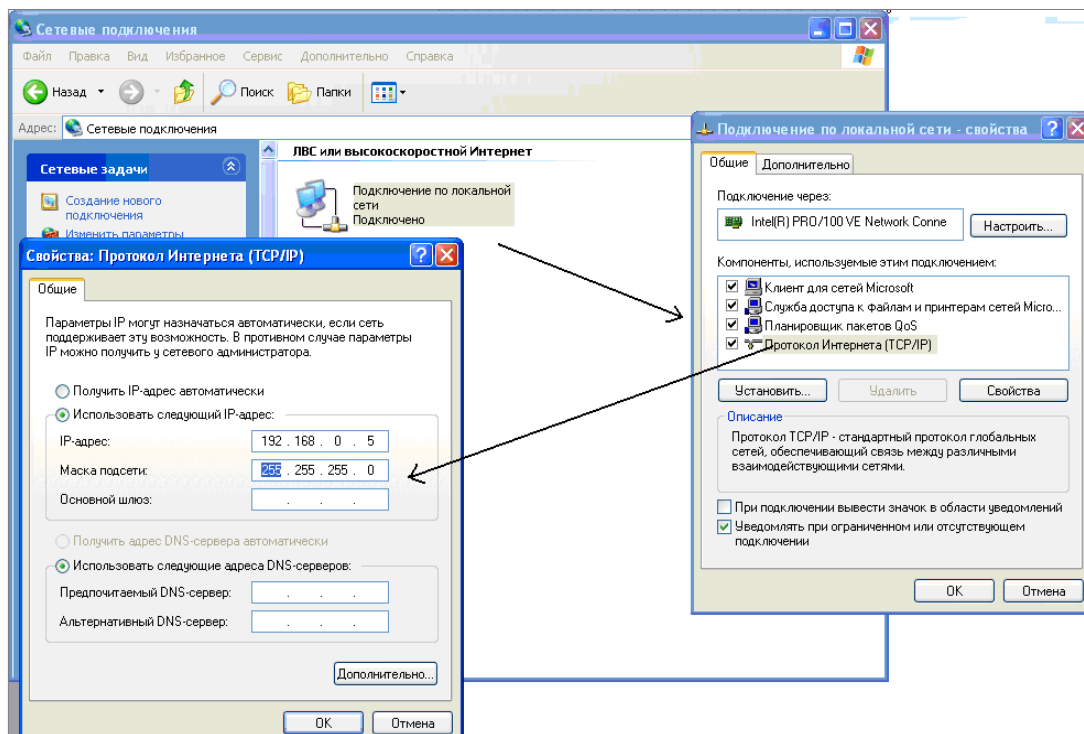 Сетевые подключения
Файл Правка Вид Избранное Сервис Дополнительно Справка
Назад Поиск Папки
Адрес: Сетевые подключения
Сетевые задачи
Создание нового
подключения
Изменить параметры
ЛВС или высокоскоростной Интернет
Подключение по локальной
сети
Подключено
Подключение по локальной сети - свойства
Общие Дополнительно
Подключение через:
Intel(R) PRO/100 VE Network Conne
Настроить...
Компоненты, используемые этим подключением:
Клиент для сетей Microsoft
Служба доступа к файлам и принтерам сетей Micro...
Планировщик пакетов QoS
Протокол Интернета (TCP/IP)
Установить... Удалить Свойства
Описание
Протокол TCP/IP - стандартный протокол глобальных
сетей, обеспечивающий связь между различными
взаимодействующими сетями.
При подключении вывести значок в области уведомлений
Уведомлять при ограниченном или отсутствующем
подключении
OK Отмена
Свойства: Протокол Интернета (TCP/IP)
Общие
Параметры IP могут назначаться автоматически, если сеть
поддерживает эту возможность. В противном случае параметры
IP можно получить у сетевого администратора.
Получить IP-адрес автоматически
Использовать следующий IP-адрес:
IP-адрес: 192 . 168 . 0 . 5
Маска подсети: 255 . 255 . 255 . 0
Основной шлюз: . . .
Получить адрес DNS-сервера автоматически
Использовать следующие адреса DNS-серверов:
Предпочитаемый DNS-сервер: . . .
Альтернативный DNS-сервер: . . .
Дополнительно...
OK Отмена